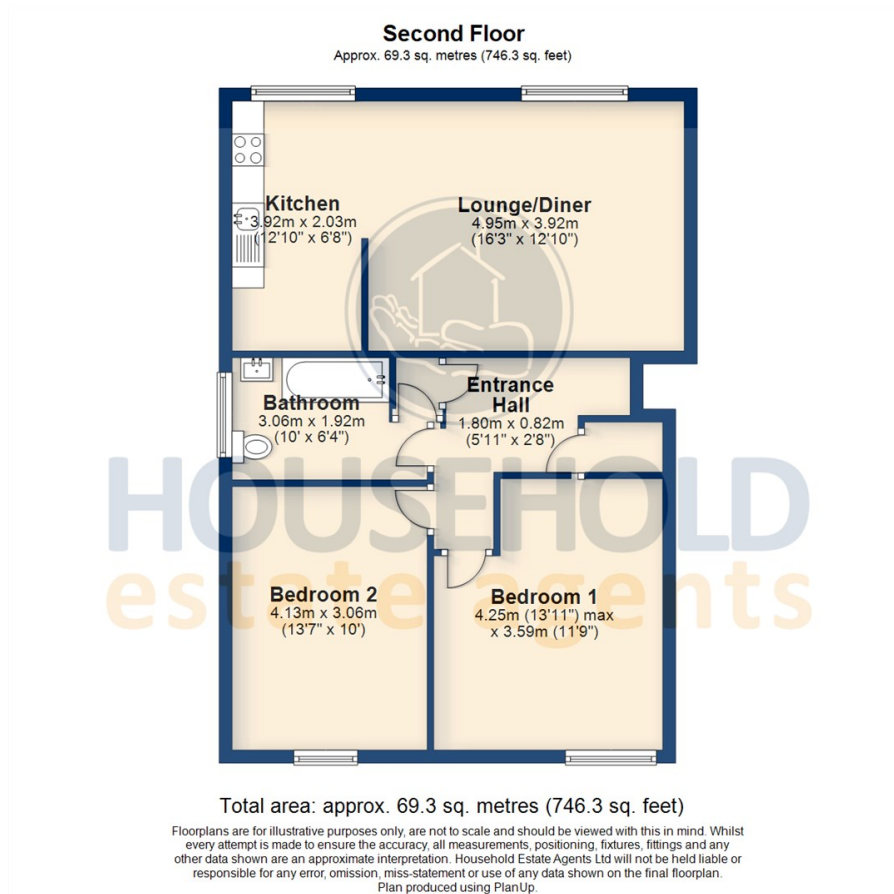 Second Floor
Approx. 69.3 sq. metres (746.3 sq. feet)
Kitchen
3.92m x 2.03m
(12'10" x 6'8")
Lounge/Diner
4.95m x 3.92m
(16'3" x 12'10")
Entrance
Hall
1.80m x 0.82m
(5'11" x 2'8")
Bathroom
3.06m x 1.92m
(10' x 6'4")
HOUSEHOLD
estate agents
Bedroom 2
4.13m x 3.06m
(13'7" x 10')
Bedroom 1
4.25m (13'11") max
x 3.59m (11'9")
Total area: approx. 69.3 sq. metres (746.3 sq. feet)
Floorplans are for illustrative purposes only, are not to scale and should be viewed with this in mind. Whilst
every attempt is made to ensure the accuracy, all measurements, positioning, fixtures, fittings and any
other data shown are an approximate interpretation. Household Estate Agents Ltd will not be held liable or
responsible for any error, omission, miss-statement or use of any data shown on the final floorplan.
Plan produced using PlanUp.